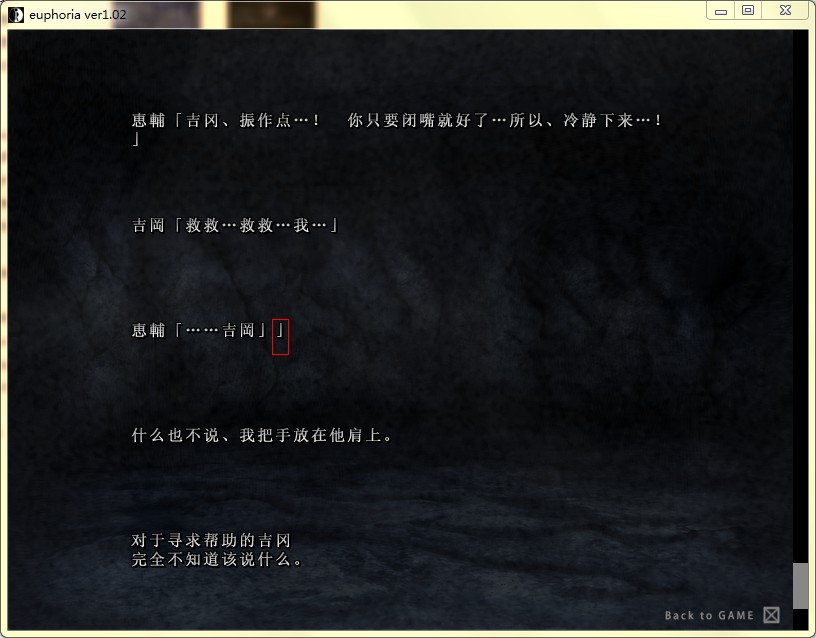 euphoria ver1.02
惠輔「吉冈、振作点…！　你只要闭嘴就好了…所以、冷静下来…！
」
吉岡「救救…救救…我…」
惠輔「……吉岡」」
什么也不说、我把手放在他肩上。
对于寻求帮助的吉冈
完全不知道该说什么。
Back to GAME